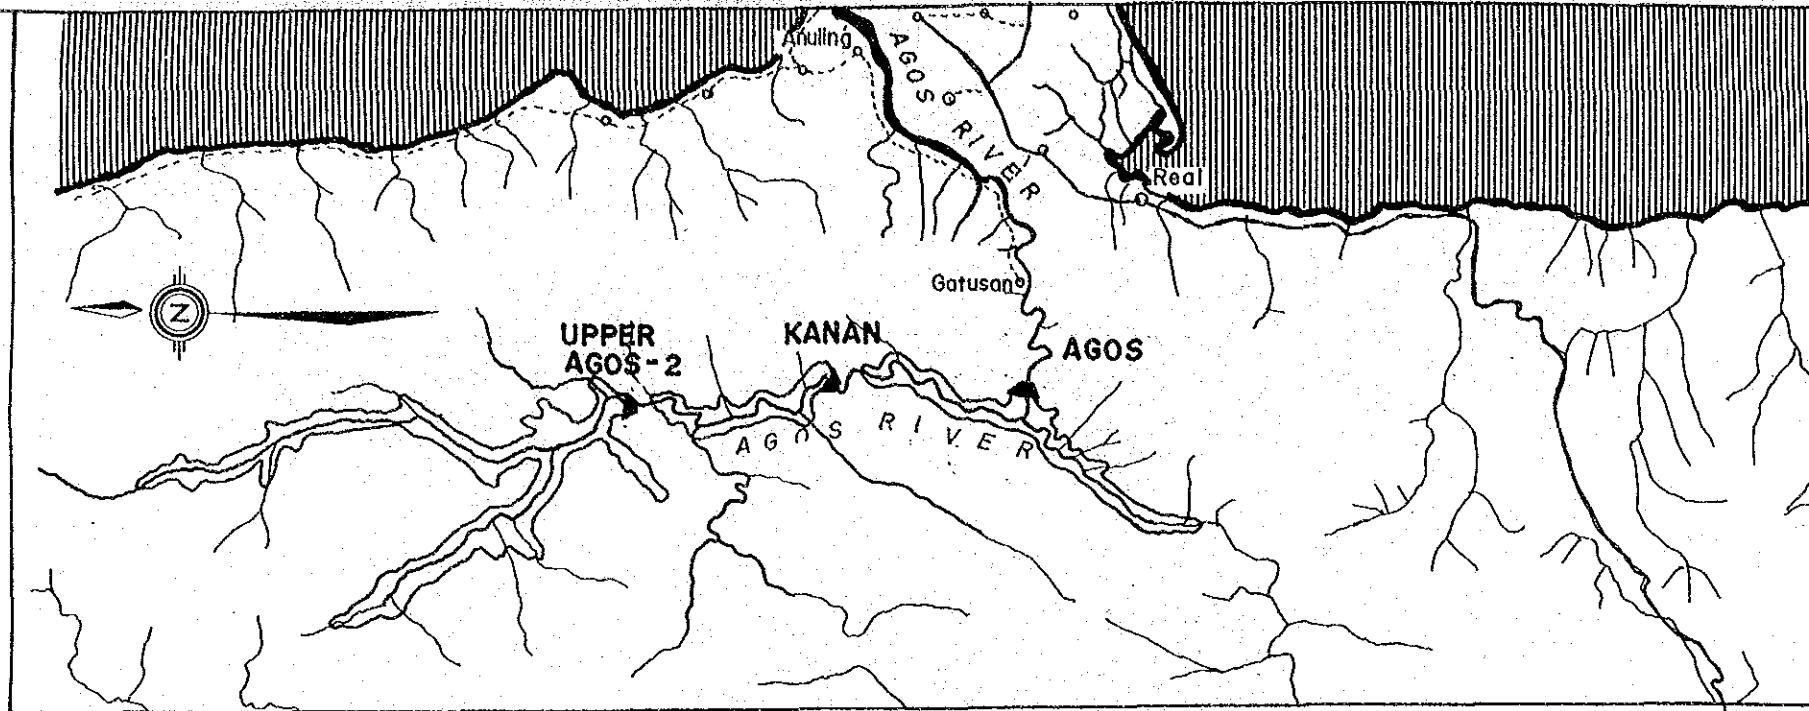 Anuling
AGOS RIVER
Real
Gatusan
Z
UPPER
AGOS-2
KANAN
AGOS
AGOS RIVER